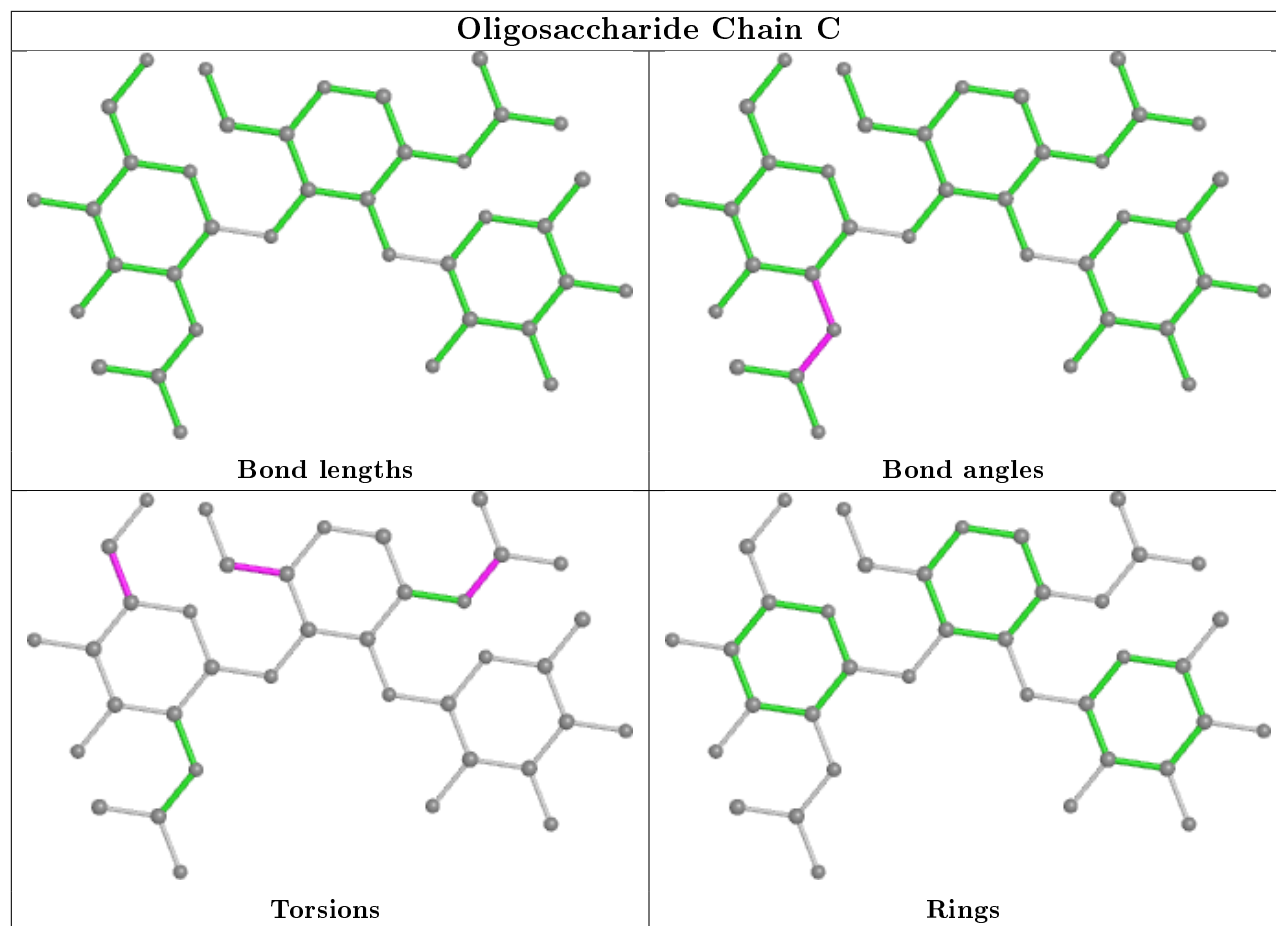 Oligosaccharide Chain C
Bond lengths
Bond angles
Torsions
Rings